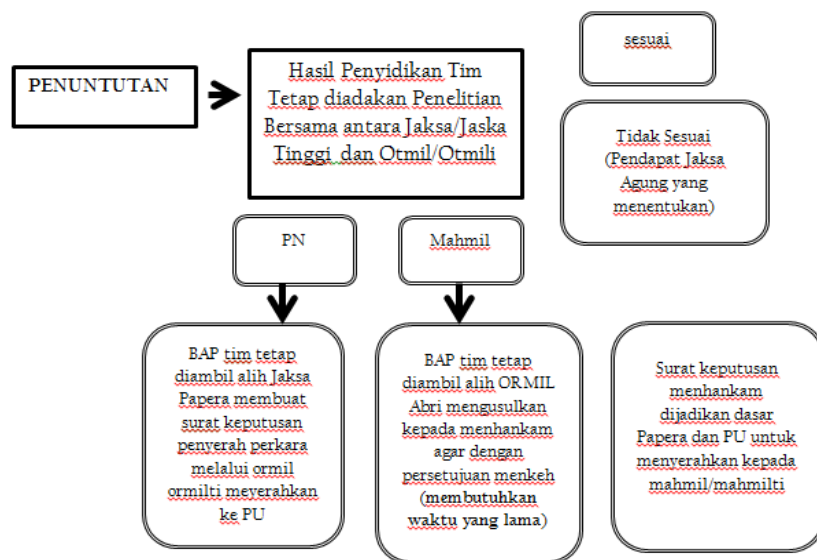 PENUNTUTAN
Hasil Penyidikan Tim
Tetap diadakan Penelitian
Bersama antara Jaksa/Jaska
Tinggi dan Otmil/Otmili
sesuai
Tidak Sesuai
(Pendapat Jaksa
Agung yang
menentukan)
PN
Mahmil
BAP tim tetap
diambil alih Jaksa
Papera membuat
surat keputusan
penyerah perkara
melalui ormil
ormilti meyerahkan
ke PU
BAP tim tetap
diambil alih ORMIL
Abri mengusulkan
kepada menhankam
agar dengan
persetujuan menkeh
(membutuhkan
waktu yang lama)
Surat keputusan
menhankam
dijadikan dasar
Papera dan PU untuk
menyerahkan kepada
mahmil/mahmilti